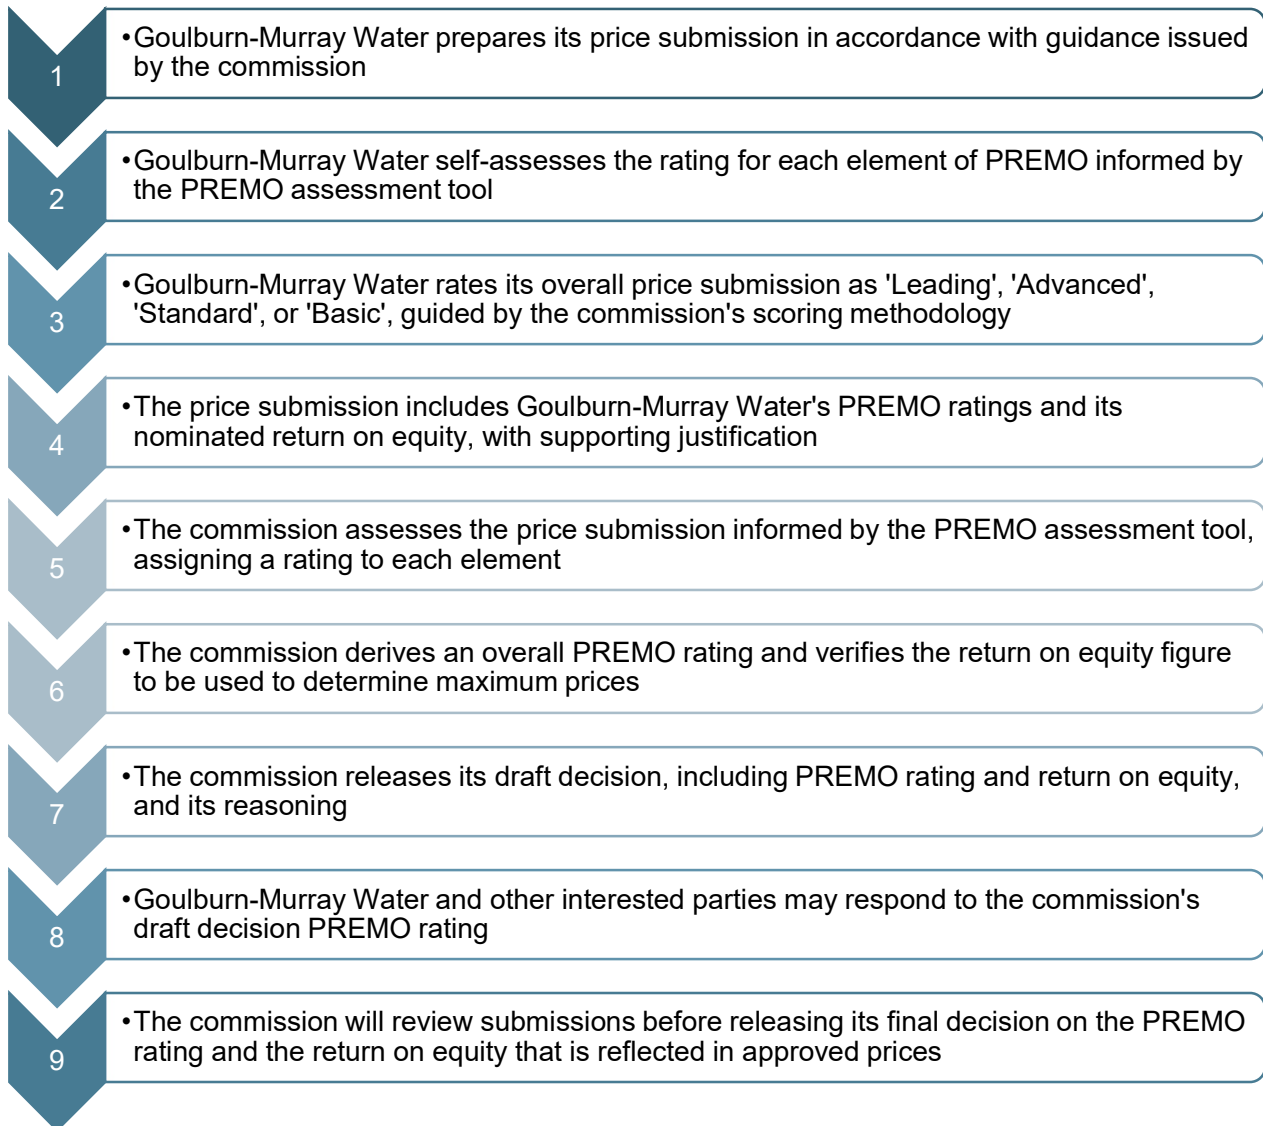 1
•Goulburn-Murray Water prepares its price submission in accordance with guidance issued
by the commission
2
•Goulburn-Murray Water self-assesses the rating for each element of PREMO informed by
the PREMO assessment tool
3
•Goulburn-Murray Water rates its overall price submission as 'Leading', 'Advanced',
'Standard', or 'Basic', guided by the commission's scoring methodology
4
•The price submission includes Goulburn-Murray Water's PREMO ratings and its
nominated return on equity, with supporting justification
5
•The commission assesses the price submission informed by the PREMO assessment tool,
assigning a rating to each element
6
•The commission derives an overall PREMO rating and verifies the return on equity figure
to be used to determine maximum prices
7
•The commission releases its draft decision, including PREMO rating and return on equity,
and its reasoning
8
•Goulburn-Murray Water and other interested parties may respond to the commission's
draft decision PREMO rating
9
•The commission will review submissions before releasing its final decision on the PREMO
rating and the return on equity that is reflected in approved prices